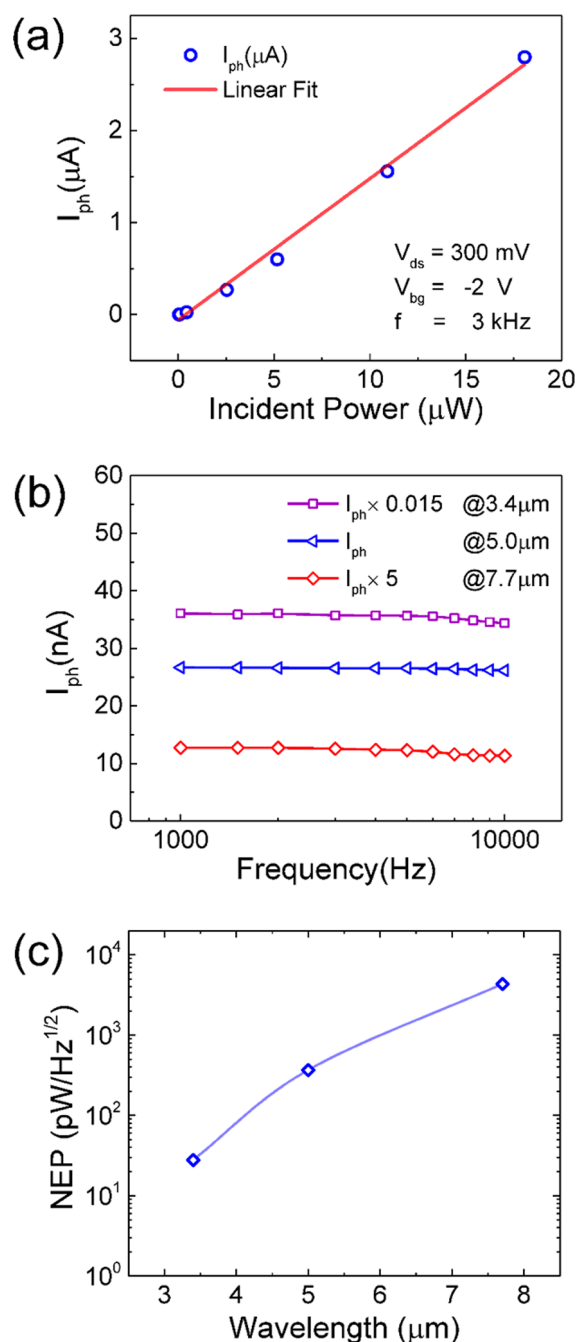 (a)
3
2
1
0
I_ph(μA)
I_ph(μA)
Linear Fit
V_ds = 300 mV
V_bg = -2 V
f = 3 kHz
0 5 10 15 20
Incident Power (μW)
(b)
60
50
40
30
20
10
0
I_ph(nA)
I_ph × 0.015 @3.4μm
I_ph @5.0μm
I_ph × 5 @7.7μm
1000 10000
Frequency(Hz)
(c)
10^4
10^3
10^2
10^1
10^0
NEP (pW/Hz^1/2)
3 4 5 6 7 8
Wavelength (μm)